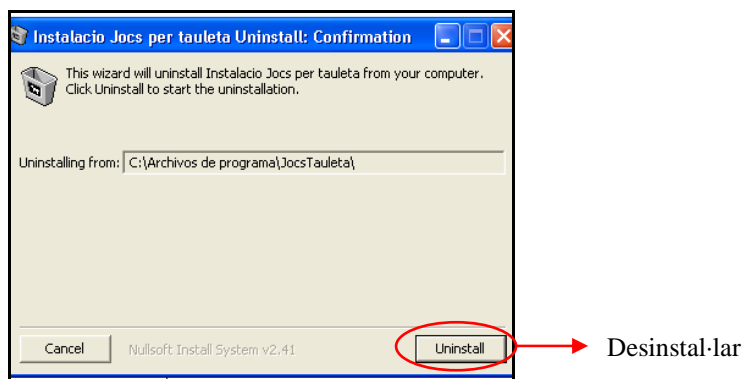 Instalacio Jocs per tauleta Uninstall: Confirmation
This wizard will uninstall Instalacio Jocs per tauleta from your computer.
Click Uninstall to start the uninstallation.
Uninstalling from: C:\Archivos de programa\JocsTauleta\
Cancel Nullsoft Install System v2.41 Uninstall
Desinstal·lar